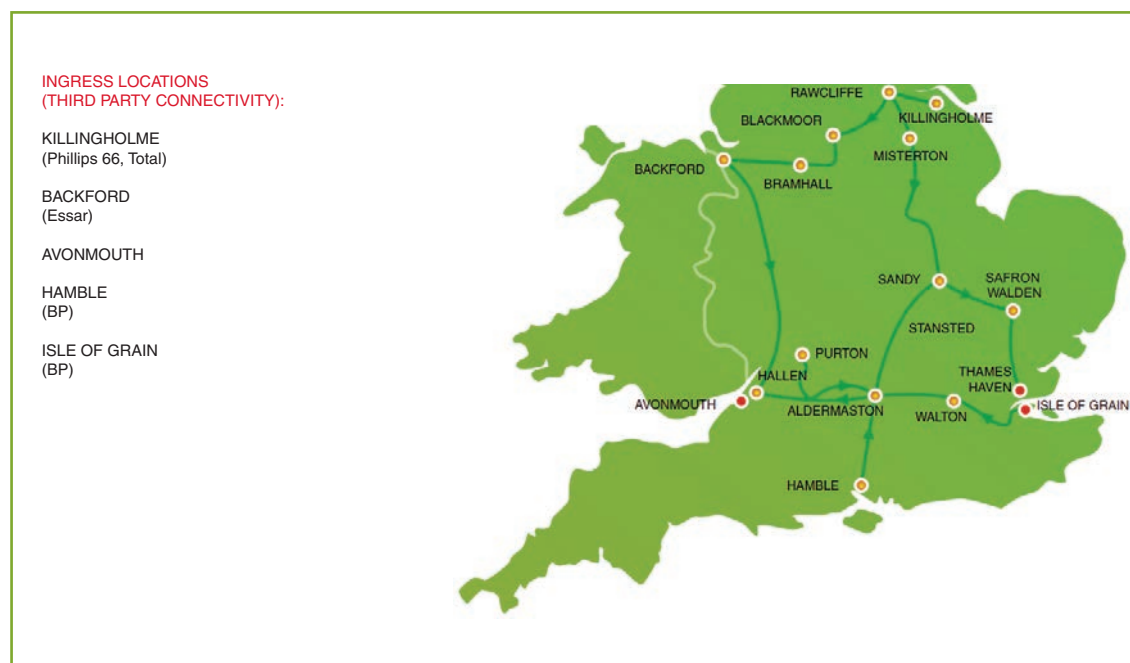 INGRESS LOCATIONS
(THIRD PARTY CONNECTIVITY):
KILLINGHOLME
(Phillips 66, Total)
BACKFORD
(Essar)
AVONMOUTH
HAMBLE
(BP)
ISLE OF GRAIN
(BP)
RAWCLIFFE
KILLINGHOLME
BLACKMOOR
MISTERTON
BACKFORD
BRAMHALL
SANDY
SAFRON
WALDEN
STANSTED
PURTON
HALLEN
THAMES
HAVEN
AVONMOUTH
ALDERMASTON
WALTON
ISLE OF GRAIN
HAMBLE